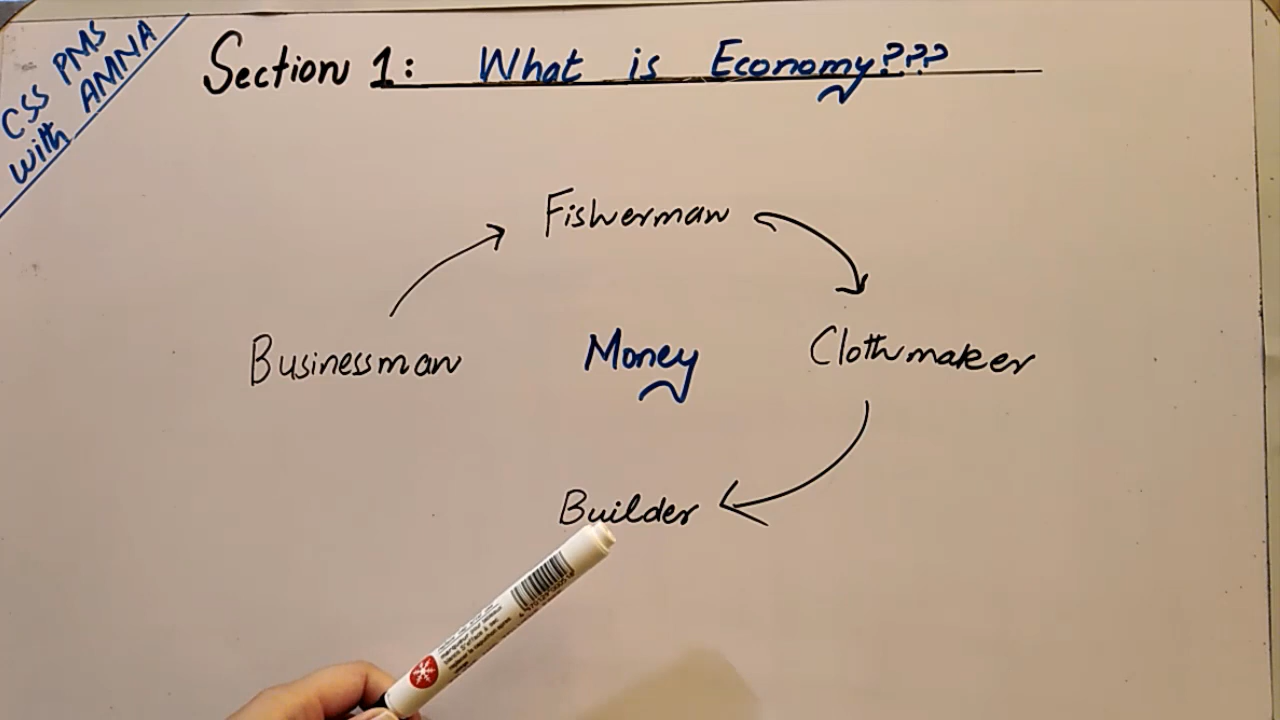 CSS PMS
with AMNA
Section 1: What is Economy???
Fisherman
Businessman Money Clothmaker
Builder